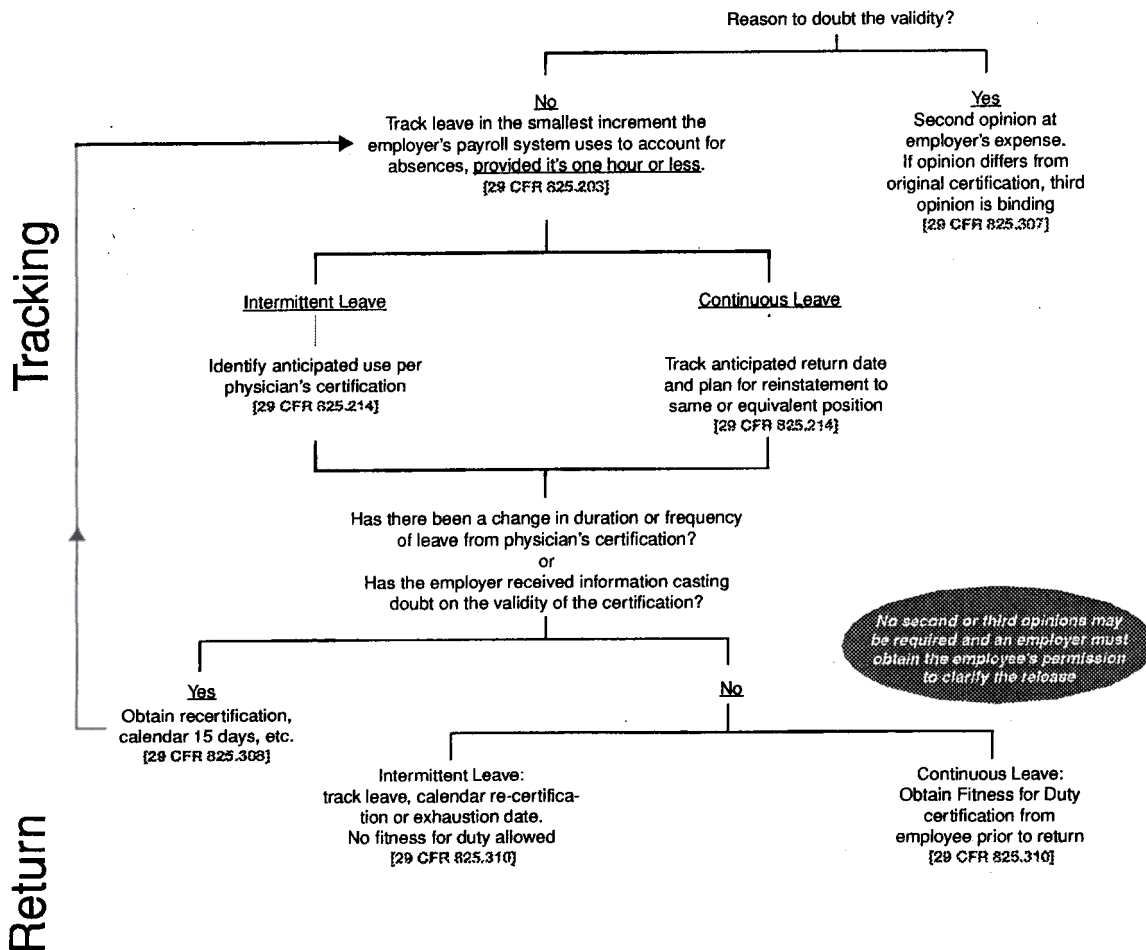 Reason to doubt the validity?
No
Track leave in the smallest increment the
employer's payroll system uses to account for
absences, provided it's one hour or less.
[29 CFR 825.203]
Yes
Second opinion at
employer's expense.
If opinion differs from
original certification, third
opinion is binding
[29 CFR 825.307]
Tracking
Intermittent Leave
Identify anticipated use per
physician's certification
[29 CFR 825.214]
Continuous Leave
Track anticipated return date
and plan for reinstatement to
same or equivalent position
[29 CFR 825.214]
Has there been a change in duration or frequency
of leave from physician's certification?
or
Has the employer received information casting
doubt on the validity of the certification?
No second or third opinions may
be required and an employer must
obtain the employee's permission
to clarify the release
Yes
Obtain recertification,
calendar 15 days, etc.
[29 CFR 825.308]
No
Return
Intermittent Leave:
track leave, calendar re-certifica-
tion or exhaustion date.
No fitness for duty allowed
[29 CFR 825.310]
Continuous Leave:
Obtain Fitness for Duty
certification from
employee prior to return
[29 CFR 825.310]